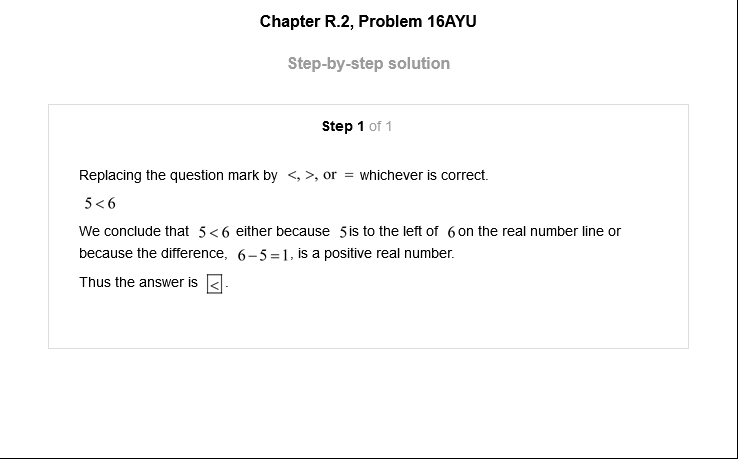 Chapter R.2, Problem 16AYU
Step-by-step solution
Step 1 of 1
Replacing the question mark by <, >, or = whichever is correct.
5 < 6
We conclude that 5 < 6 either because 5 is to the left of 6 on the real number line or
because the difference, 6 − 5 = 1, is a positive real number.
Thus the answer is < .